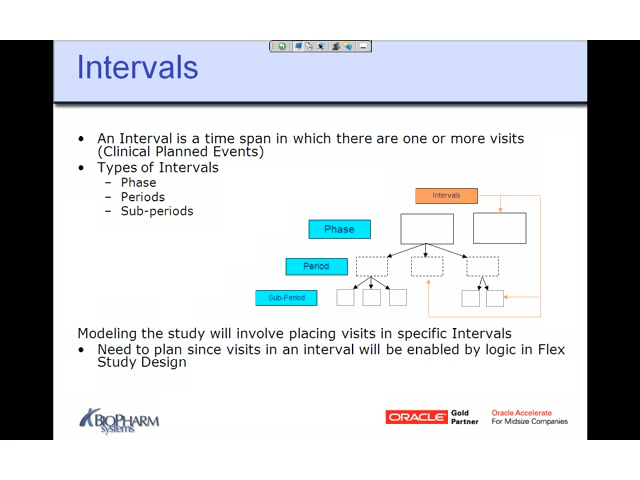 Intervals
• An Interval is a time span in which there are one or more visits
(Clinical Planned Events)
• Types of Intervals
– Phase
– Periods
– Sub-periods
Intervals
Phase
Period
Sub-Period
Modeling the study will involve placing visits in specific Intervals
• Need to plan since visits in an interval will be enabled by logic in Flex
Study Design
BIOPHARM
systems
ORACLE
Gold
Partner
Oracle Accelerate
For Midsize Companies